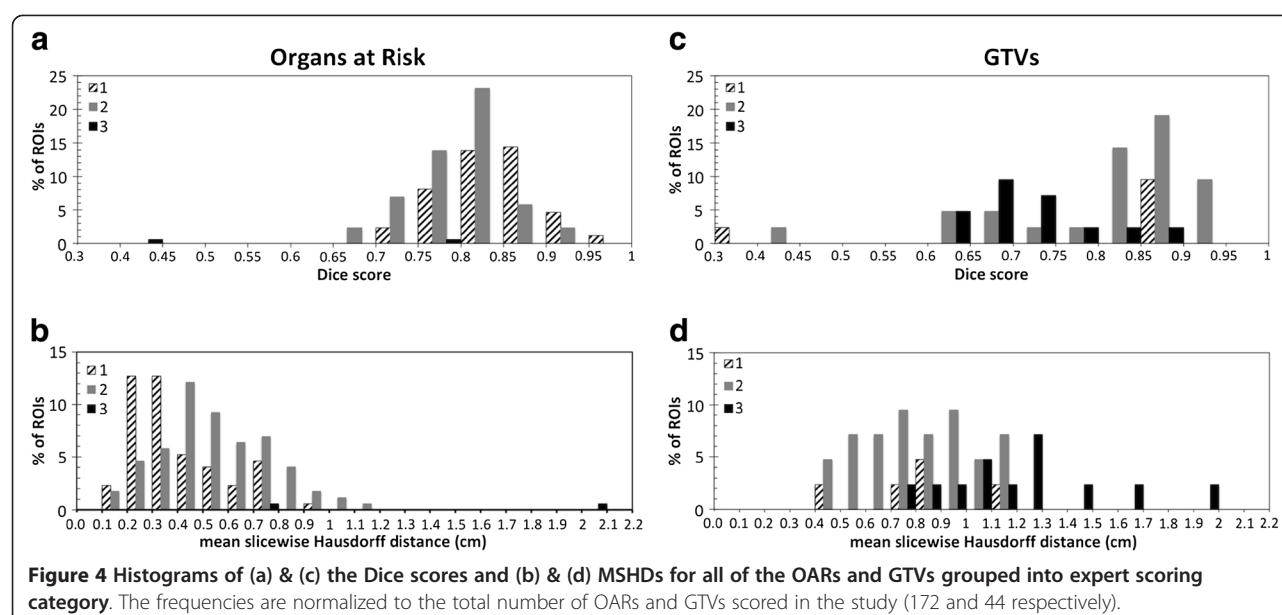 a
Organs at Risk
25
20
15
10
5
0
% of ROIs
1
2
3
0.3 0.4 0.45 0.5 0.55 0.6 0.65 0.7 0.75 0.8 0.85 0.9 0.95 1
Dice score
c
GTVs
25
20
15
10
5
0
% of ROIs
1
2
3
0.3 0.4 0.45 0.5 0.55 0.6 0.65 0.7 0.75 0.8 0.85 0.9 0.95 1
Dice score
b
15
10
5
0
% of ROIs
1
2
3
0.0 0.1 0.2 0.3 0.4 0.5 0.6 0.7 0.8 0.9 1 1.1 1.2 1.3 1.4 1.5 1.6 1.7 1.8 1.9 2 2.1 2.2
mean slicewise Hausdorff distance (cm)
d
15
10
5
0
% of ROIs
1
2
3
0.0 0.1 0.2 0.3 0.4 0.5 0.6 0.7 0.8 0.9 1 1.1 1.2 1.3 1.4 1.5 1.6 1.7 1.8 1.9 2 2.1 2.2
mean slicewise Hausdorff distance (cm)
Figure 4 Histograms of (a) & (c) the Dice scores and (b) & (d) MSHDs for all of the OARs and GTVs grouped into expert scoring
category. The frequencies are normalized to the total number of OARs and GTVs scored in the study (172 and 44 respectively).